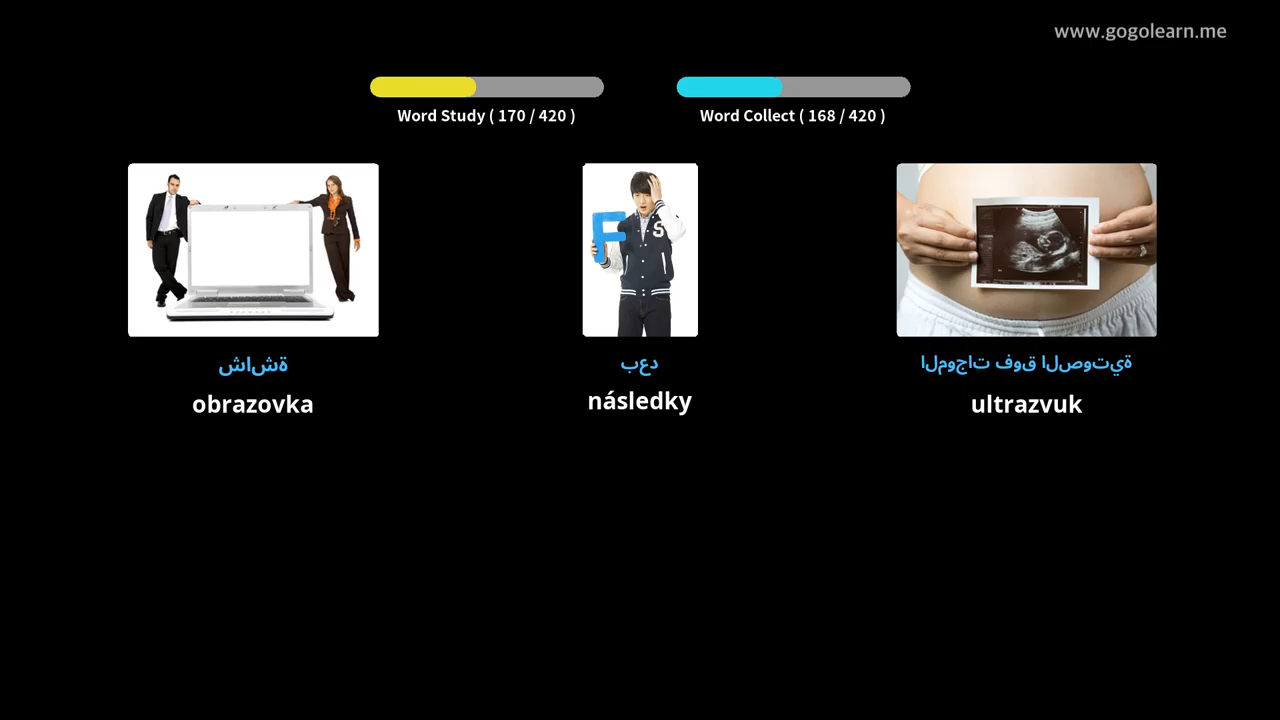 www.gogolearn.me
Word Study ( 170 / 420 )
Word Collect ( 168 / 420 )
شاشة
obrazovka
بعد
následky
الموجات فوق الصوتية
ultrazvuk
F
S